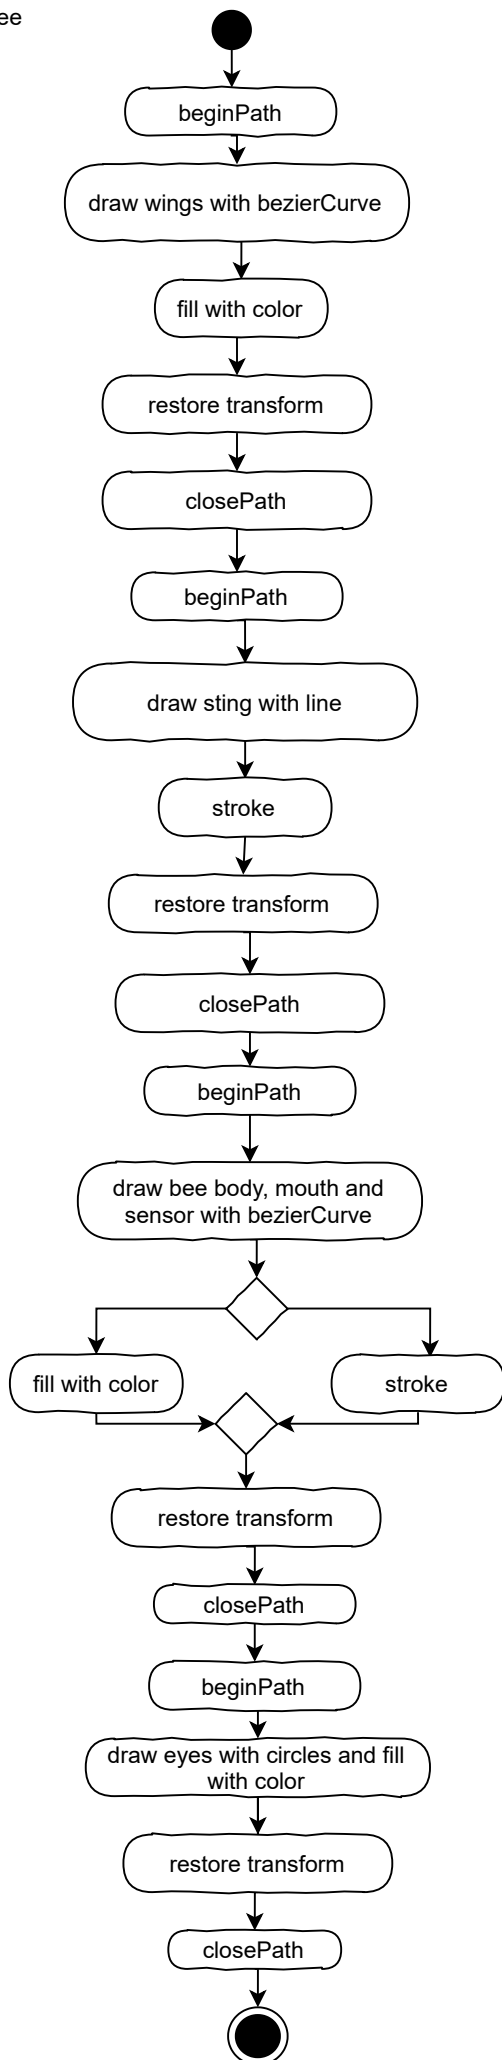 ee
beginPath
draw wings with bezierCurve
fill with color
restore transform
closePath
beginPath
draw sting with line
stroke
restore transform
closePath
beginPath
draw bee body, mouth and
sensor with bezierCurve
fill with color
stroke
restore transform
closePath
beginPath
draw eyes with circles and fill
with color
restore transform
closePath